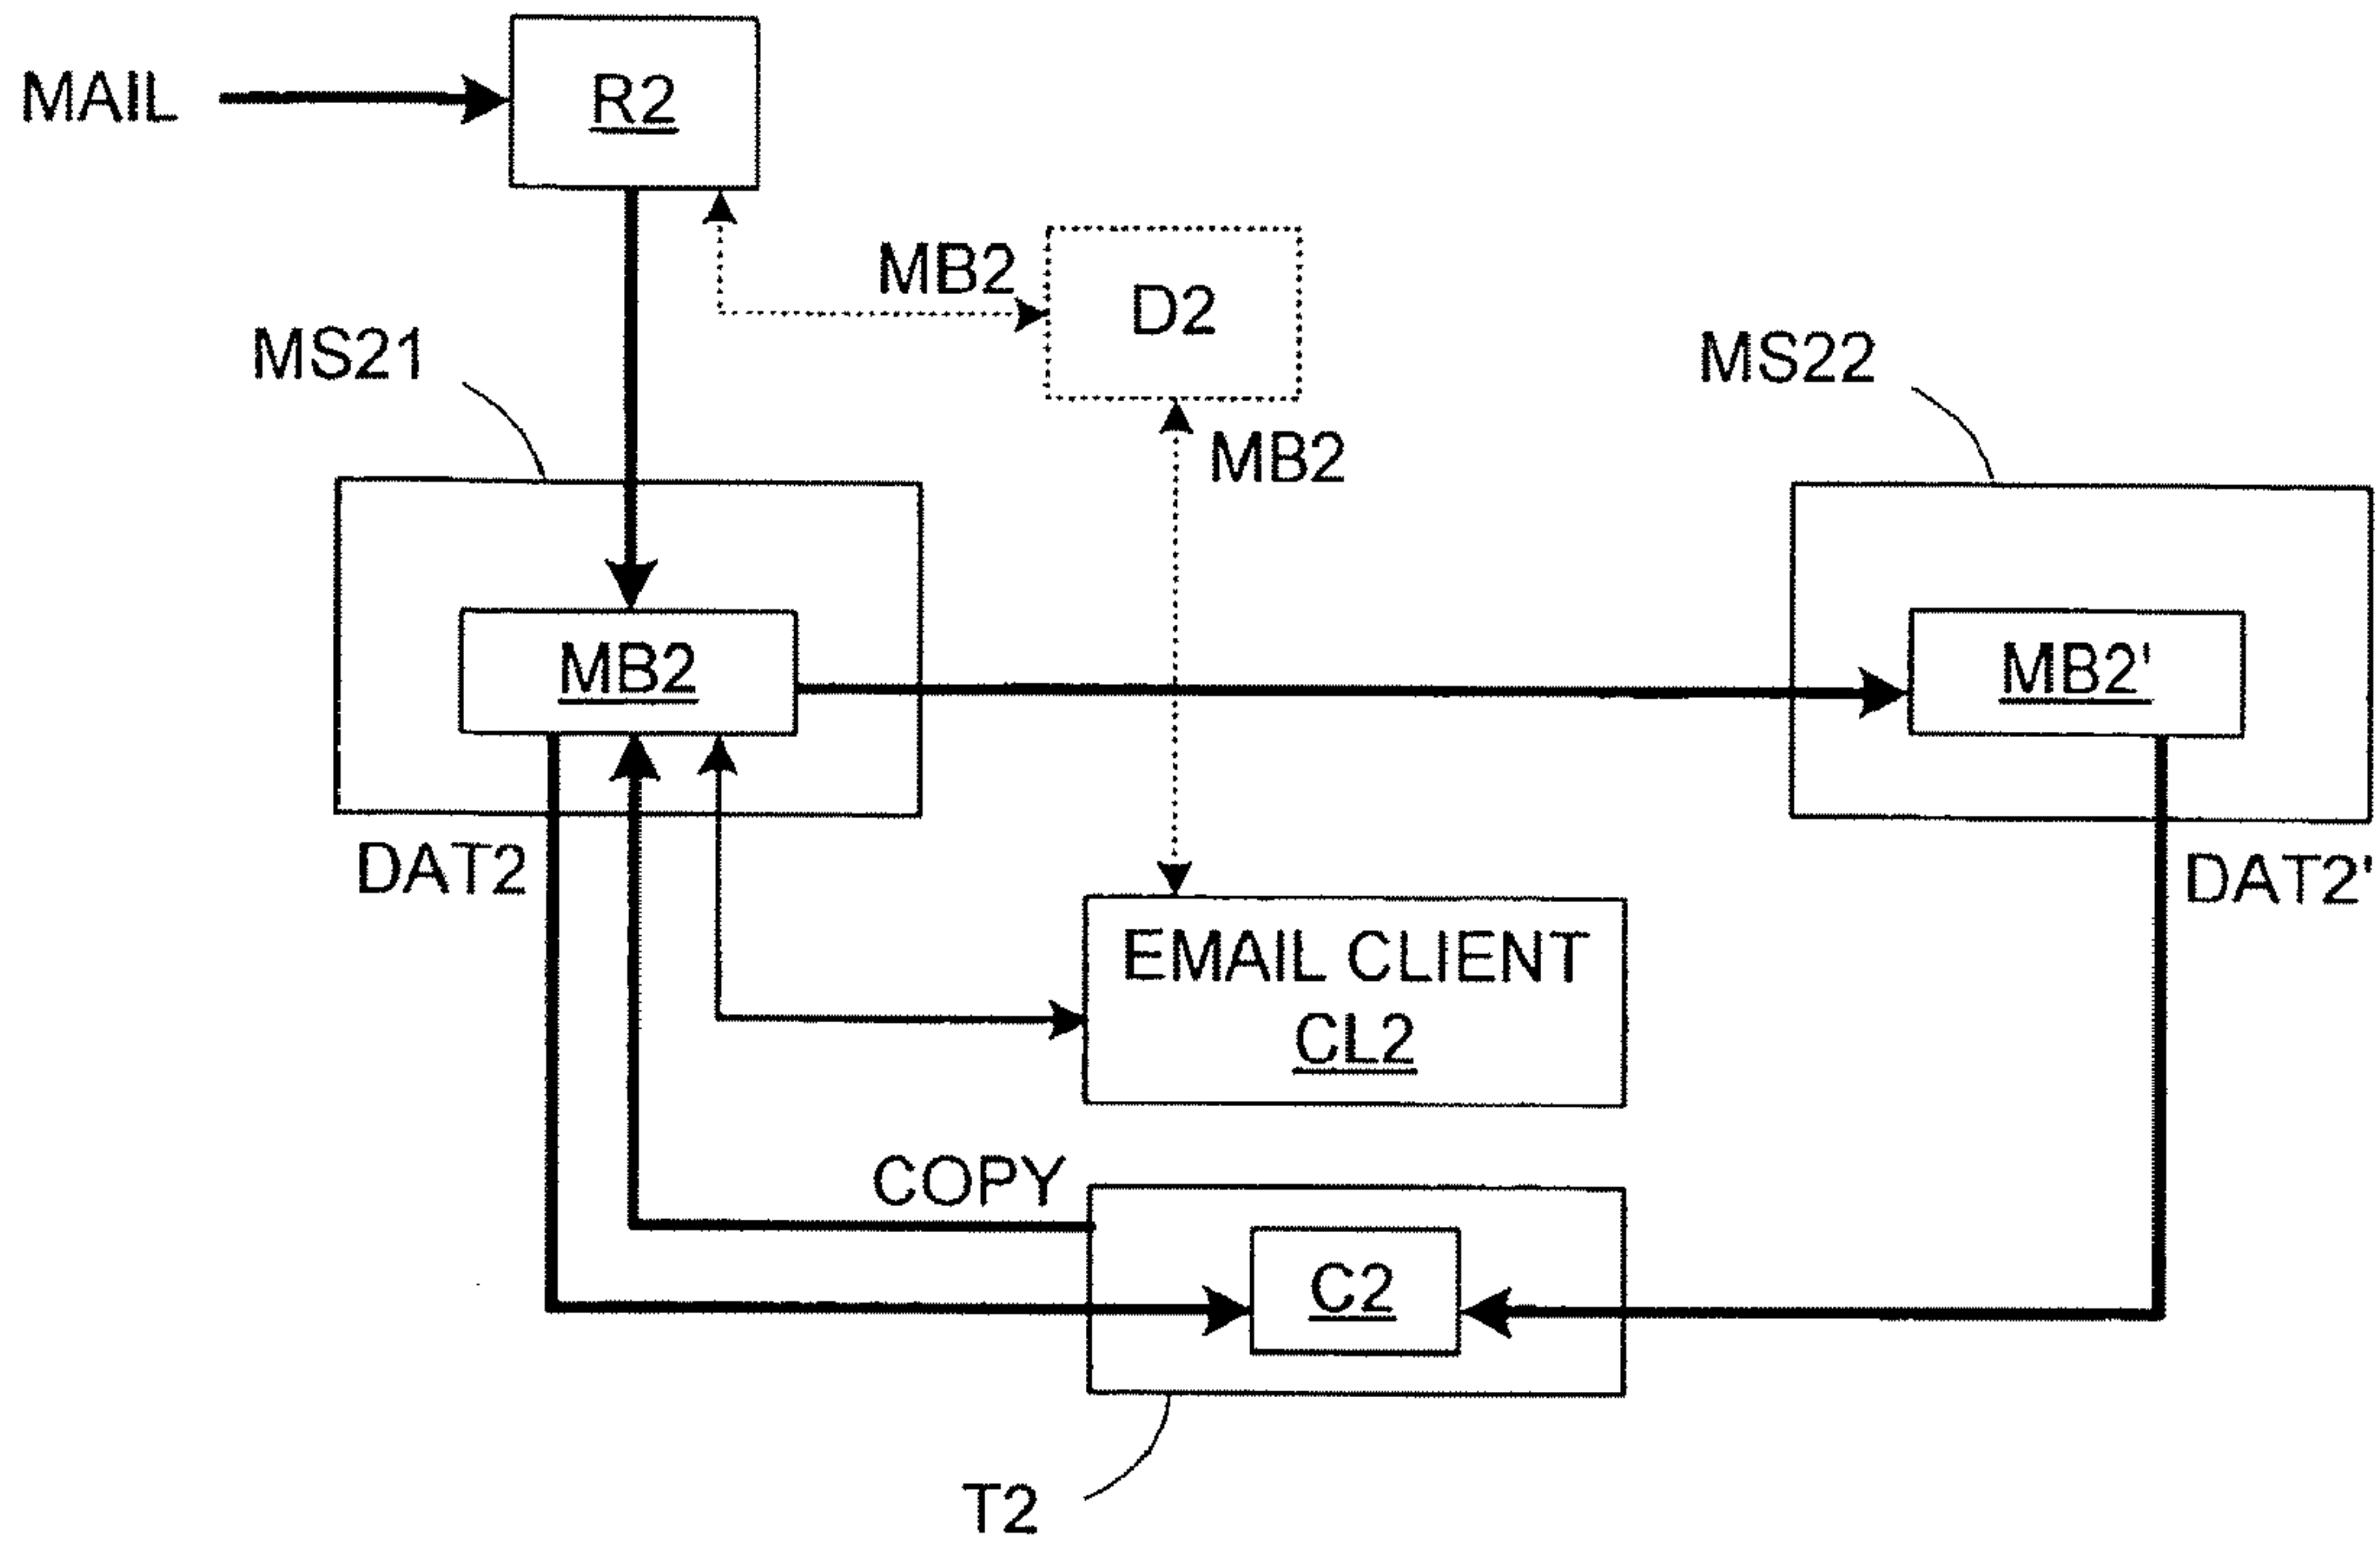 MAIL
R2
MB2
D2
MS21
MS22
MB2
MB2
MB2'
DAT2
DAT2'
EMAIL CLIENT
CL2
COPY
C2
T2